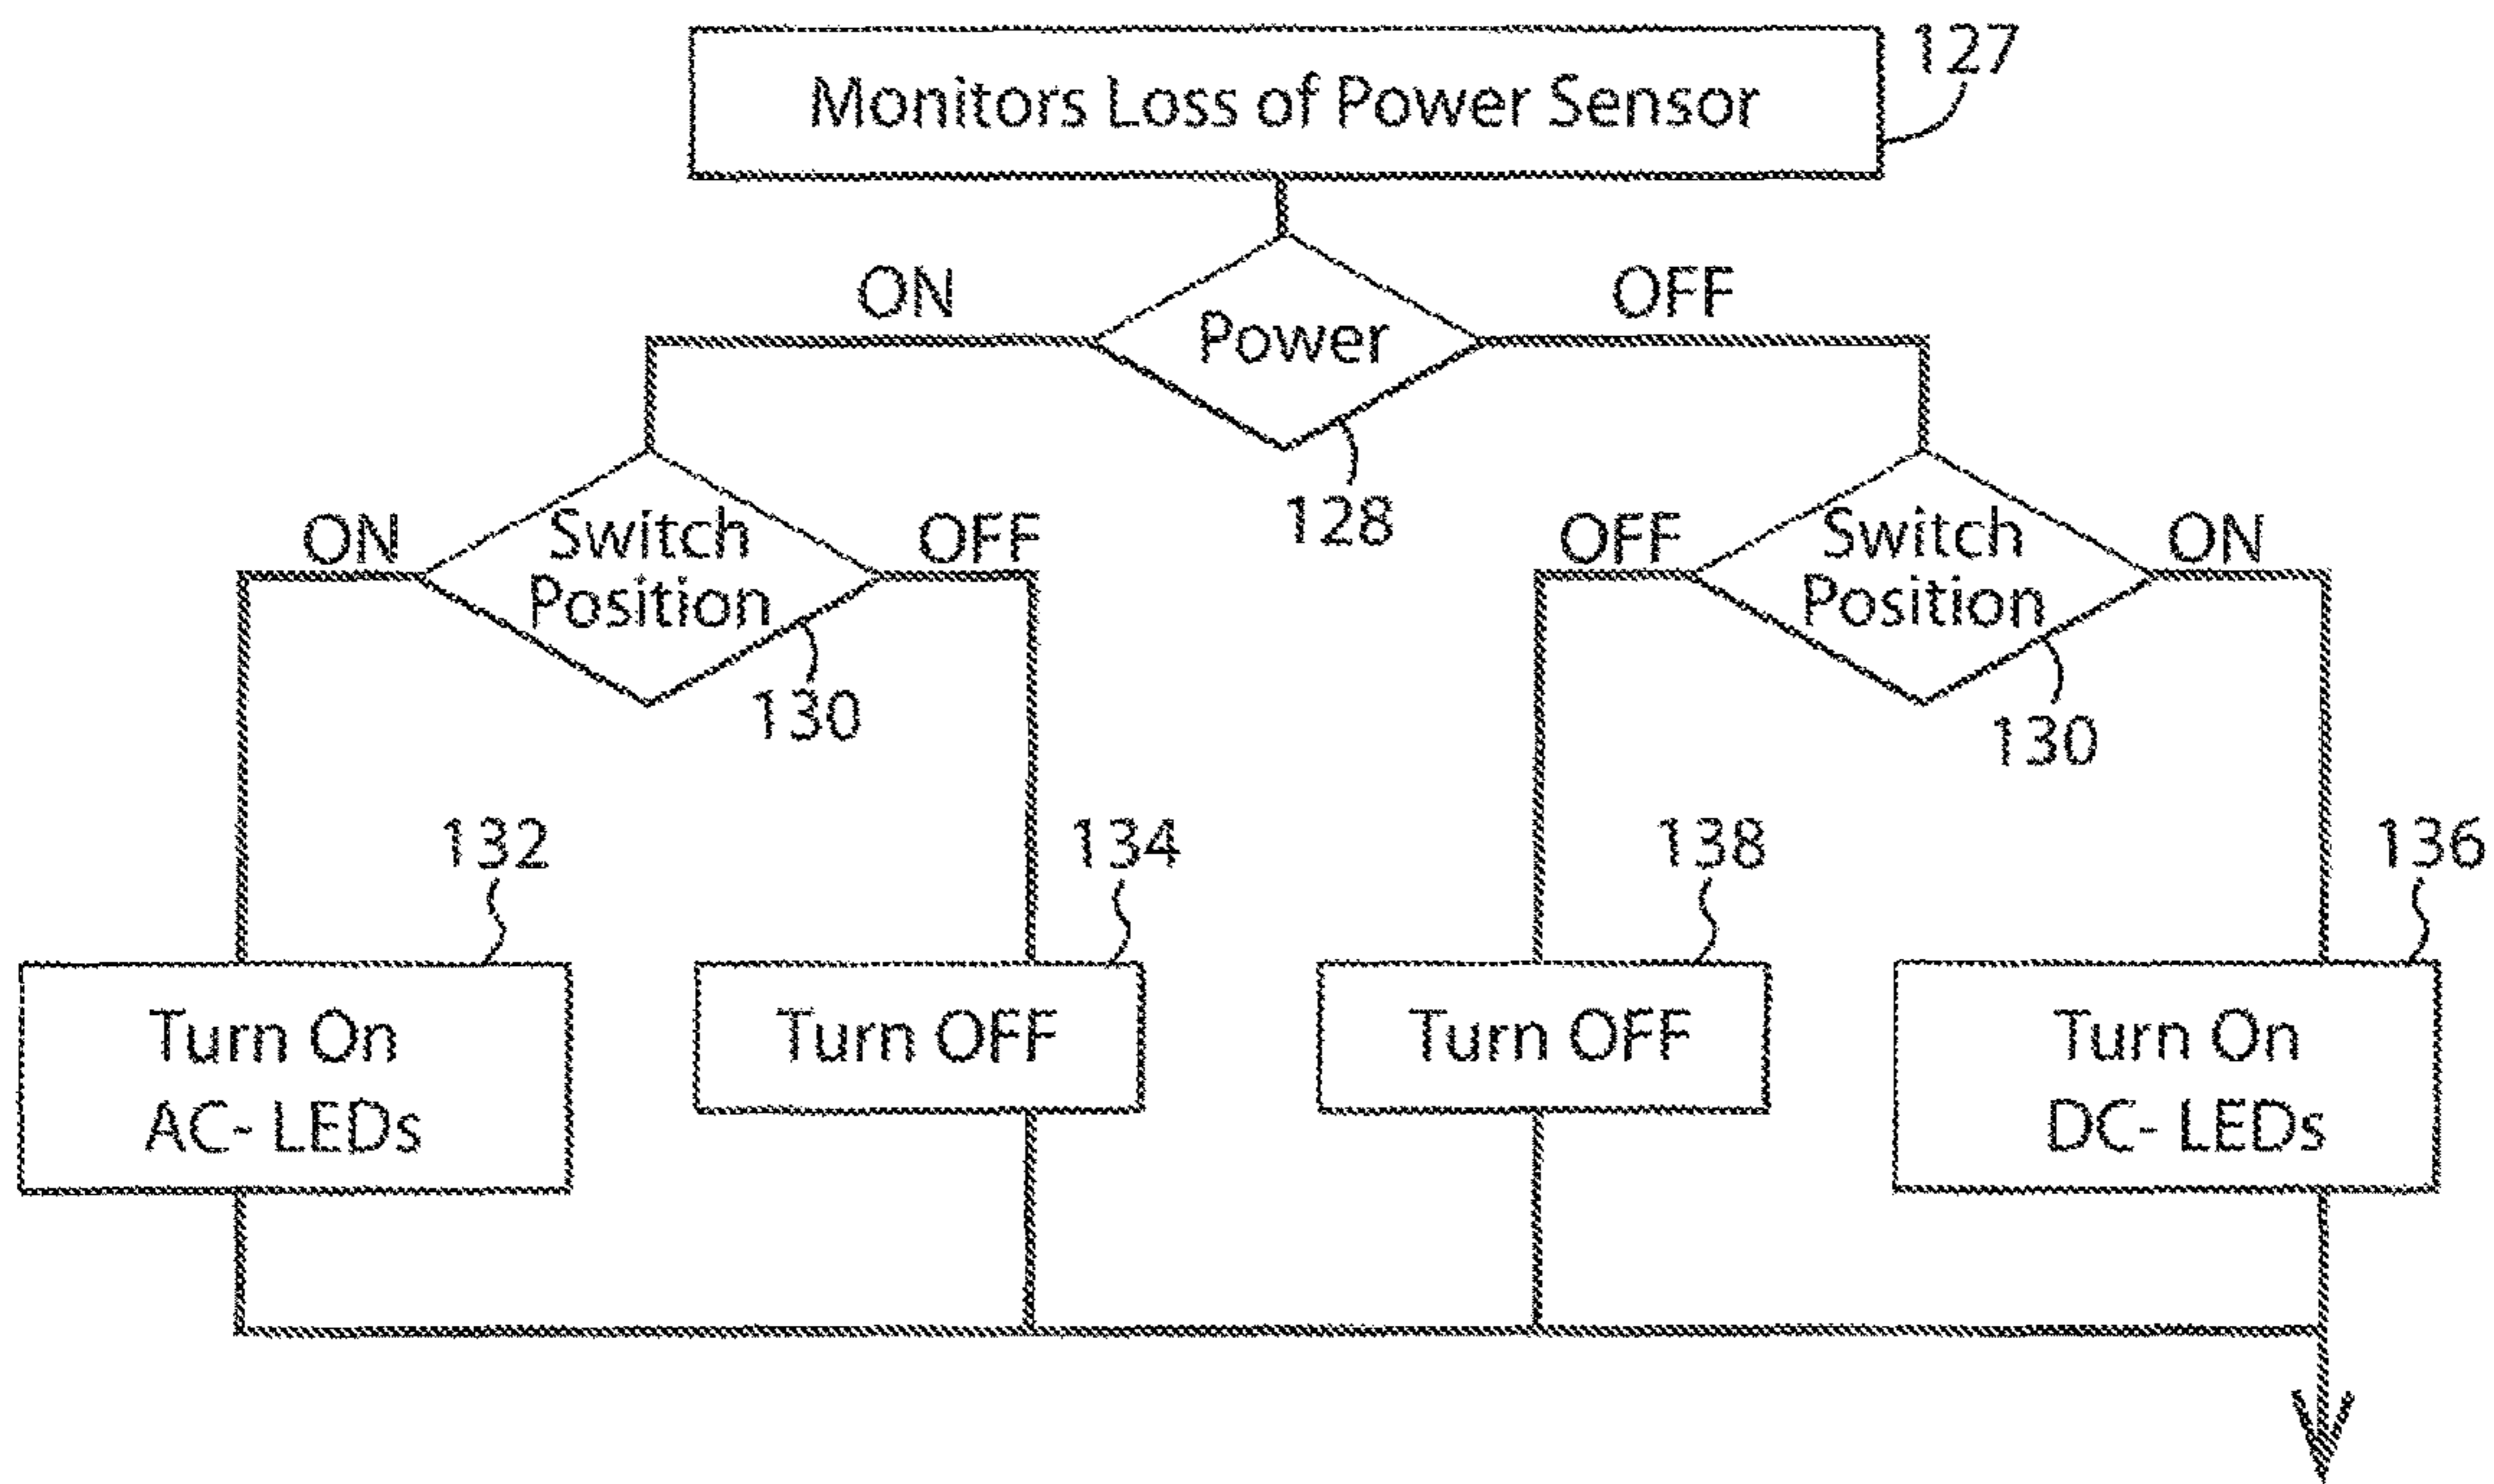 127
Monitors Loss of Power Sensor
ON
OFF
Power
128
ON
Switch
Position
OFF
130
OFF
Switch
Position
ON
130
132
134
138
136
Turn On
AC- LEDs
Turn OFF
Turn OFF
Turn On
DC- LEDs